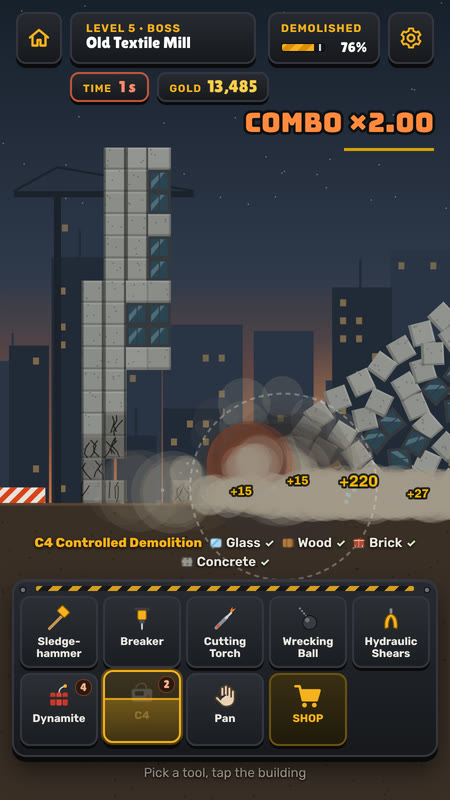 LEVEL 5 • BOSS
Old Textile Mill
DEMOLISHED
76%
TIME 1s
GOLD 13,485
COMBO ×2.00
+15
+15
+220
+27
C4 Controlled Demolition Glass ✓ Wood ✓ Brick ✓
Concrete ✓
Sledge-
hammer
Breaker
Cutting
Torch
Wrecking
Ball
Hydraulic
Shears
4
Dynamite
2
C4
Pan
SHOP
Pick a tool, tap the building